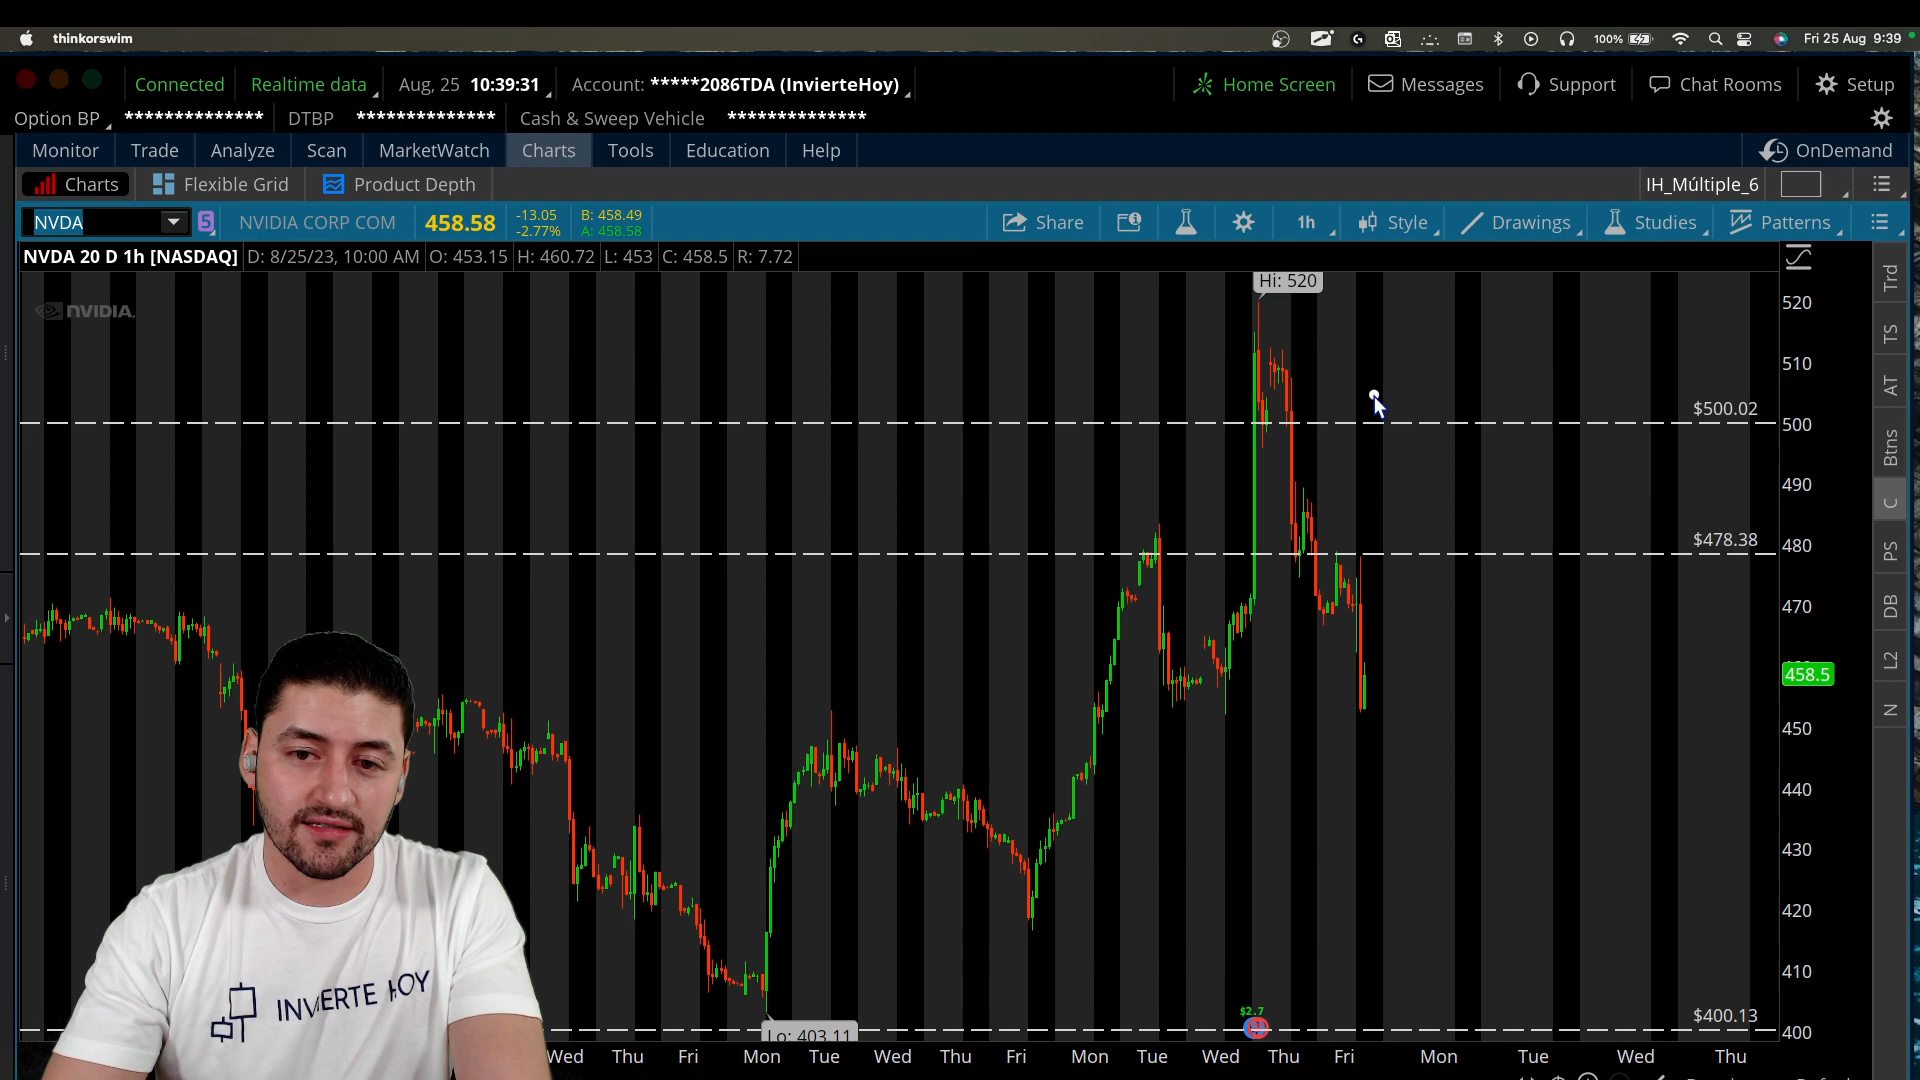 thinkorswim
100%
Fri 25 Aug 9:39
Connected
Realtime data
Aug, 25 10:39:31
Account: *****2086TDA (InvierteHoy)
Home Screen
Messages
Support
Chat Rooms
Setup
Option BP **************
DTBP **************
Cash & Sweep Vehicle **************
Monitor
Trade
Analyze
Scan
MarketWatch
Charts
Tools
Education
Help
OnDemand
Charts
Flexible Grid
Product Depth
IH_Múltiple_6
NVDA
5
NVIDIA CORP COM
458.58
-13.05
-2.77%
B: 458.49
A: 458.58
Share
1h
Style
Drawings
Studies
Patterns
NVDA 20 D 1h [NASDAQ]
D: 8/25/23, 10:00 AM
O: 453.15
H: 460.72
L: 453
C: 458.5
R: 7.72
NVIDIA.
Hi: 520
520
510
$500.02
500
490
$478.38
480
470
458.5
450
440
430
420
410
$400.13
400
$2.7
Lo: 403.11
Wed
Thu
Fri
Mon
Tue
Wed
Thu
Fri
Mon
Tue
Wed
Thu
Fri
Mon
Tue
Wed
Thu
Trd
TS
AT
Btns
C
PS
DB
L2
N
INVIERTE HOY